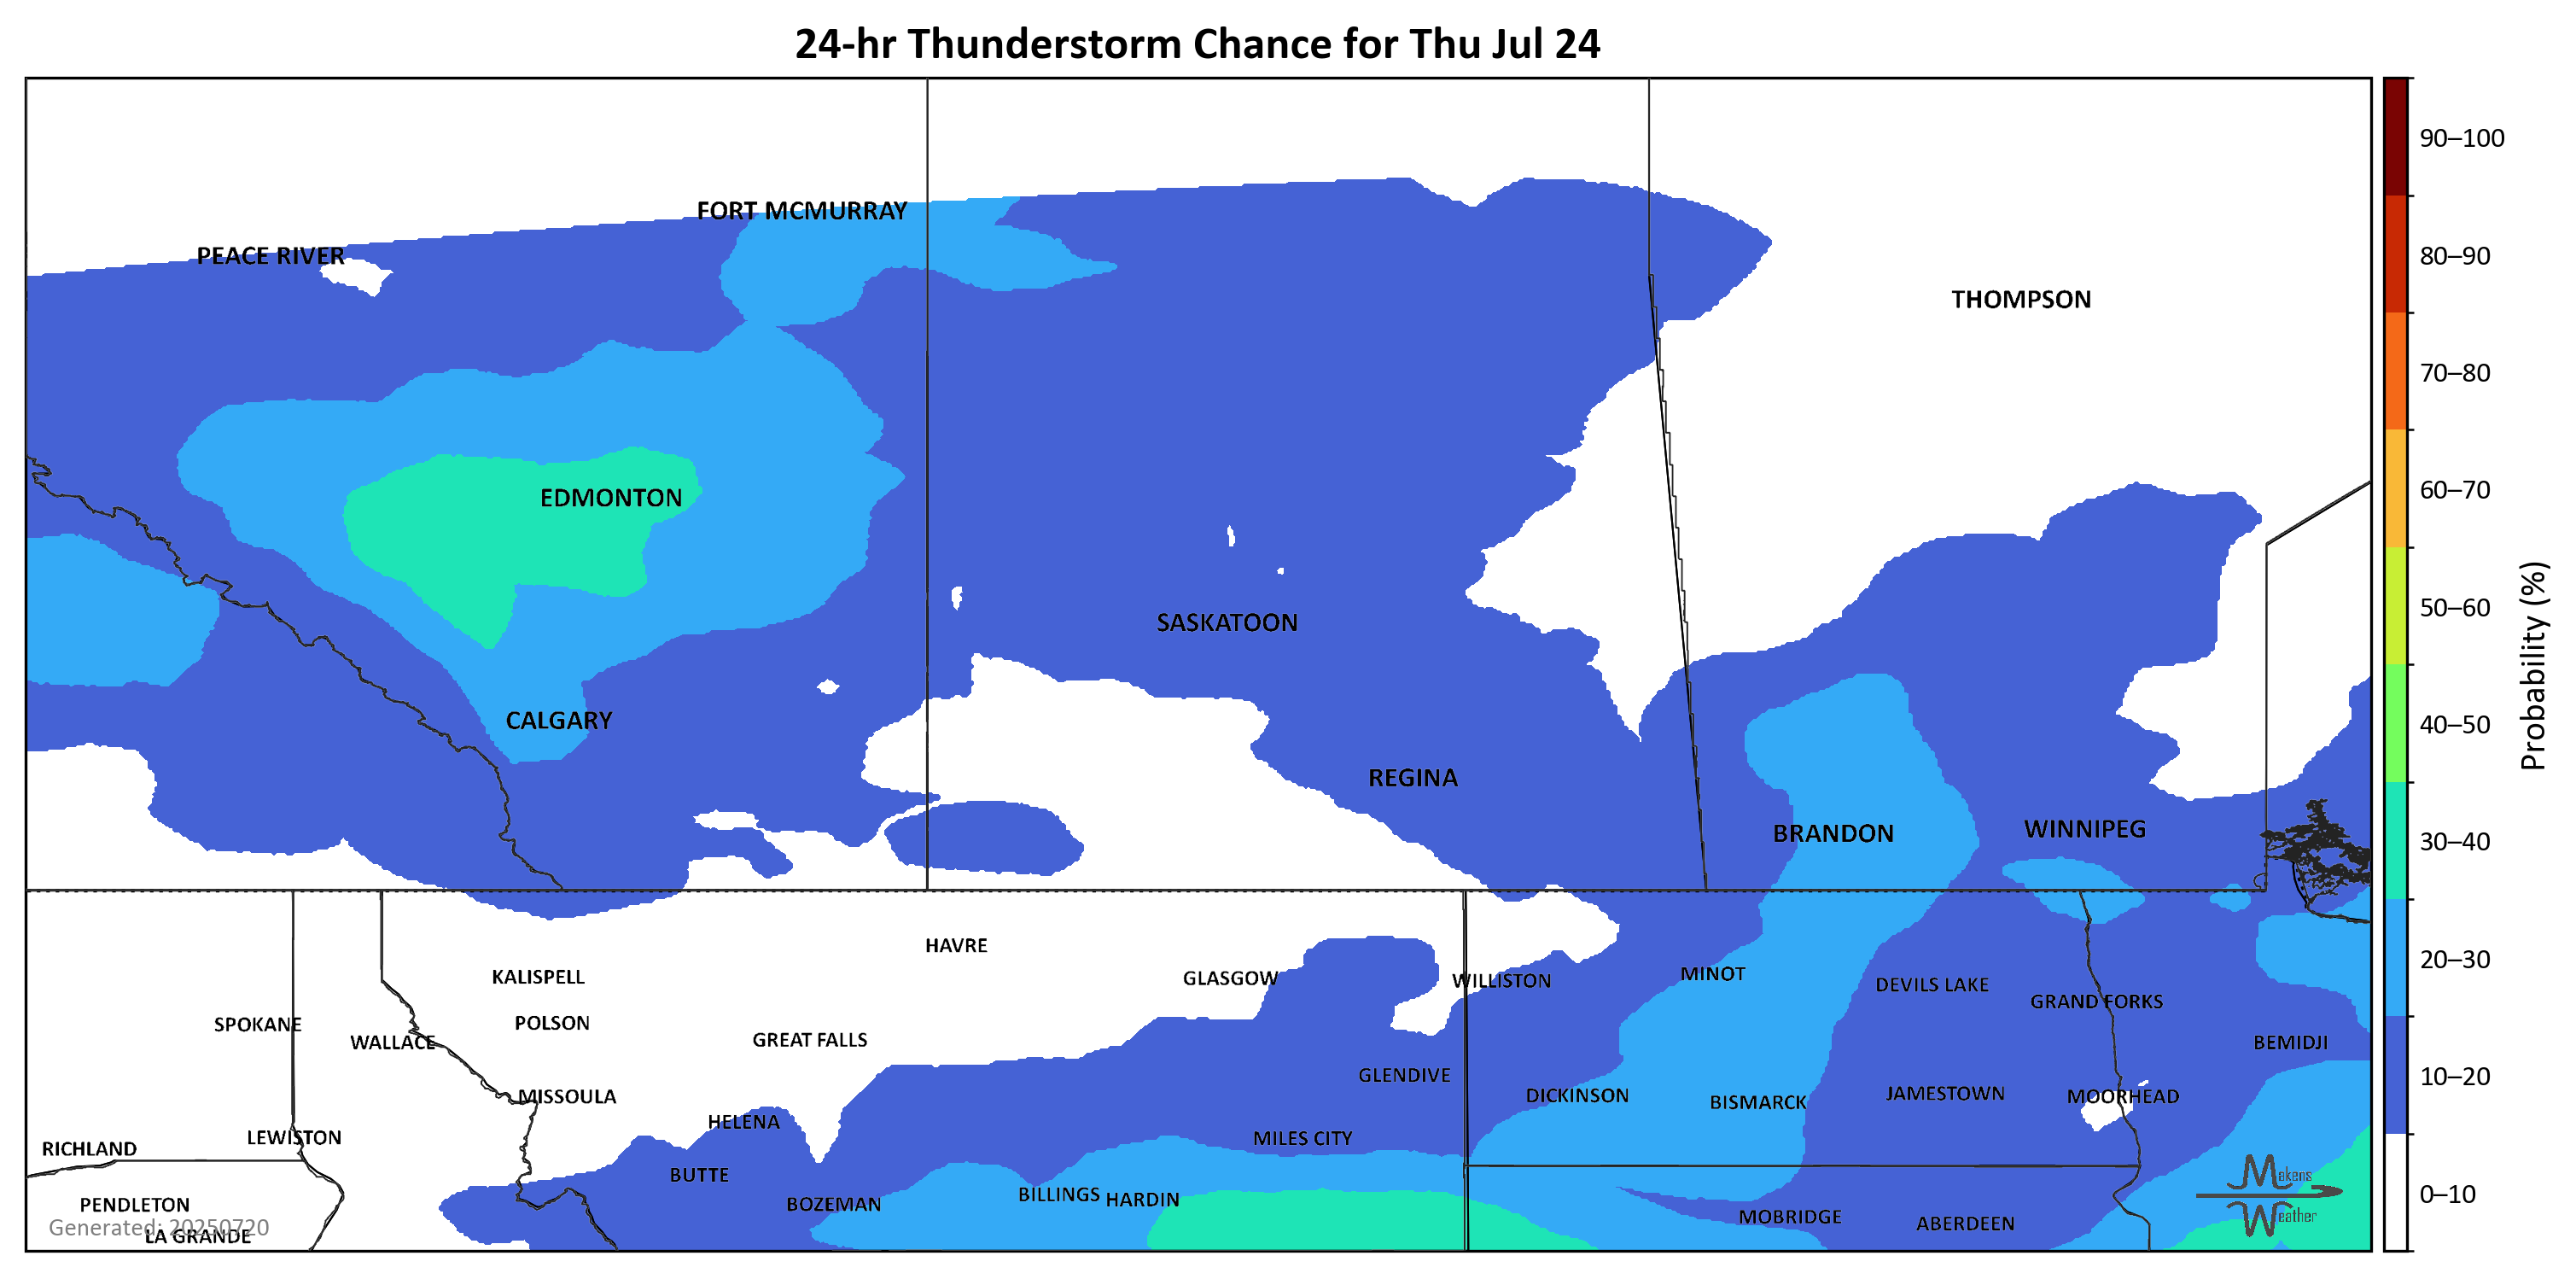 24-hr Thunderstorm Chance for Thu Jul 24
90–100
FORT MCMURRAY
PEACE RIVER
80–90
THOMPSON
70–80
60–70
EDMONTON
50–60
SASKATOON
Probability (%)
CALGARY
40–50
REGINA
WINNIPEG
BRANDON
30–40
HAVRE
20–30
MINOT
KALISPELL
GLASGOW
WILLISTON
DEVILS LAKE
GRAND FORKS
POLSON
SPOKANE
GREAT FALLS
WALLACE
BEMIDJI
GLENDIVE
10–20
JAMESTOWN
DICKINSON
MISSOULA
MOORHEAD
BISMARCK
HELENA
LEWISTON
MILES CITY
RICHLAND
BUTTE
Makens
BILLINGS
0–10
HARDIN
PENDLETON
BOZEMAN
MOBRIDGE
Weather
ABERDEEN
Generated: 20250720
LA GRANDE